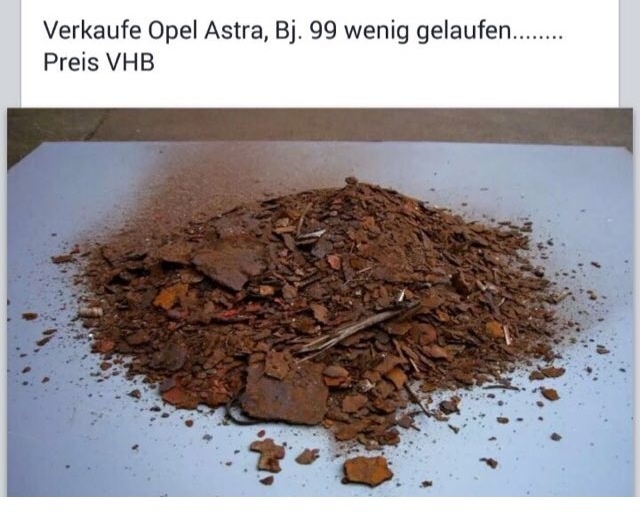 Verkaufe Opel Astra, Bj. 99 wenig gelaufen........
Preis VHB